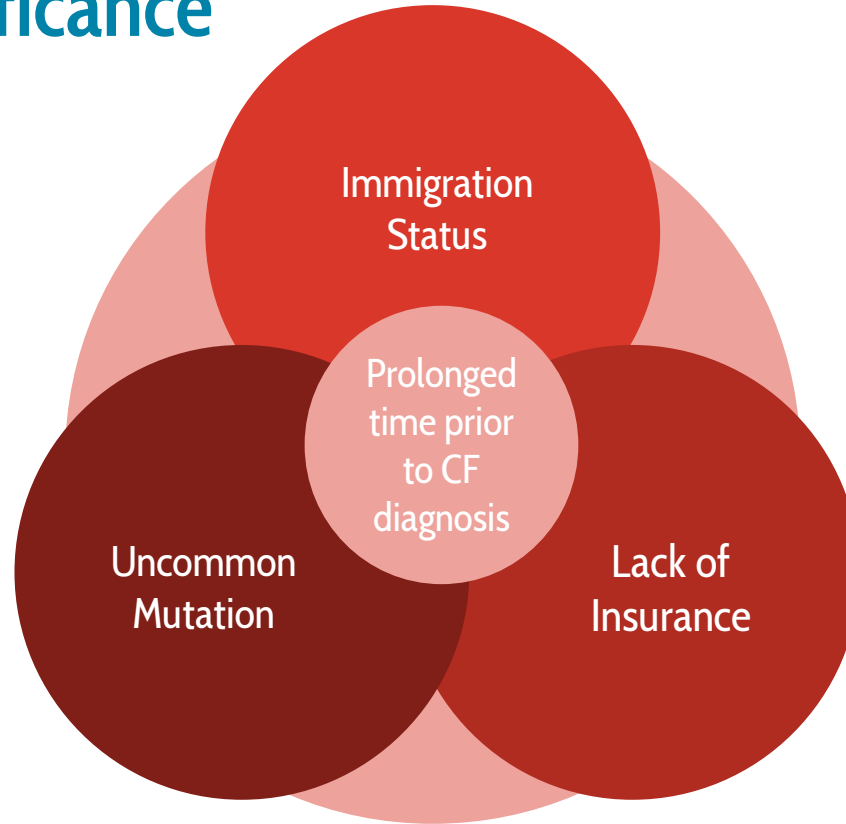 ficance
Immigration
Status
Prolonged
time prior
to CF
diagnosis
Uncommon
Mutation
Lack of
Insurance